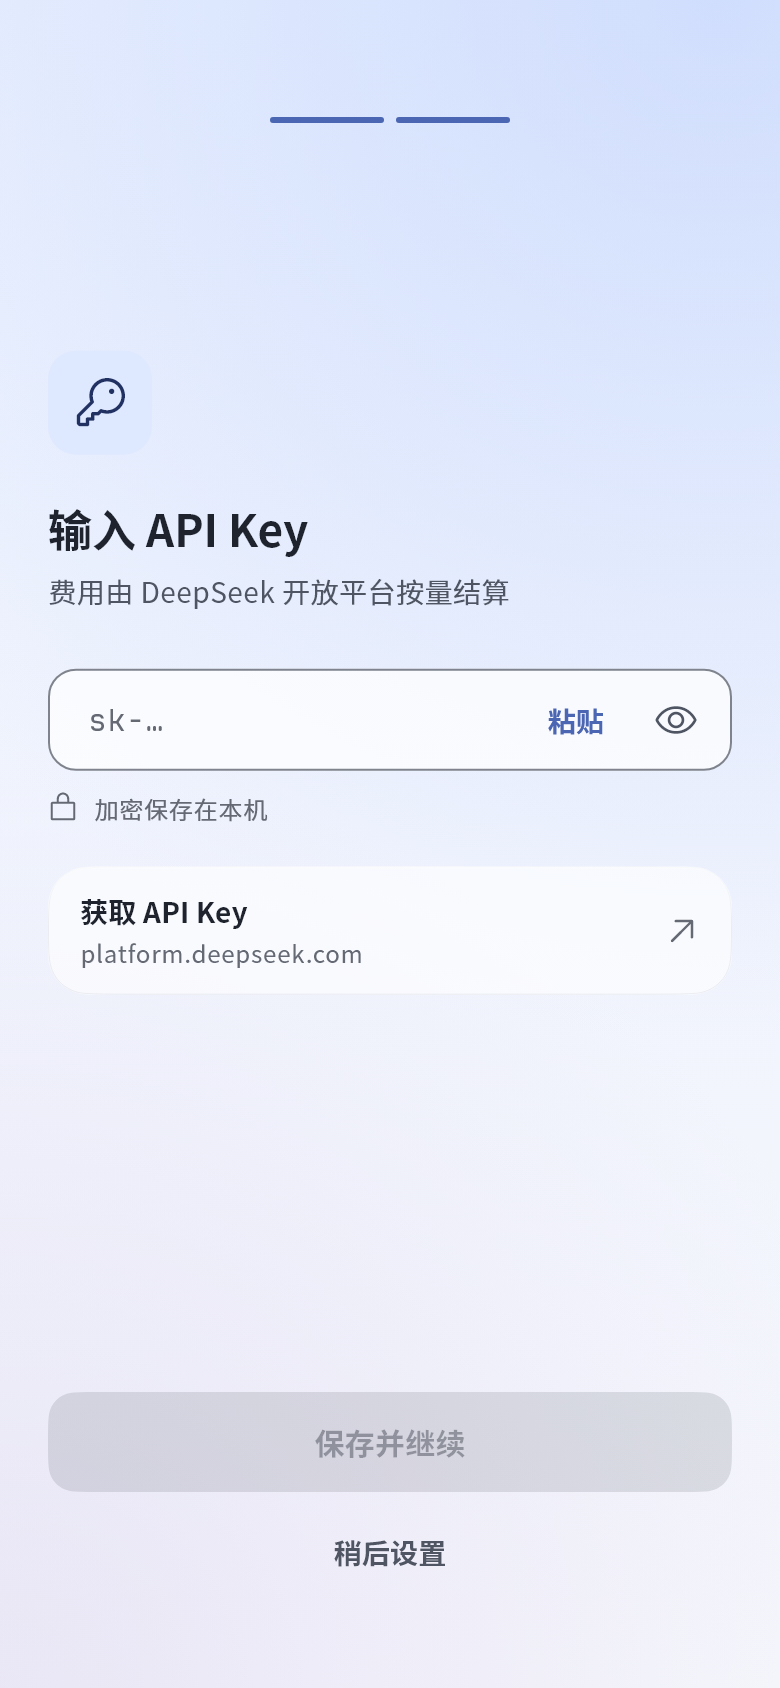 输入 API Key
费用由 DeepSeek 开放平台按量结算
sk-…
粘贴
加密保存在本机
获取 API Key
platform.deepseek.com
保存并继续
稍后设置